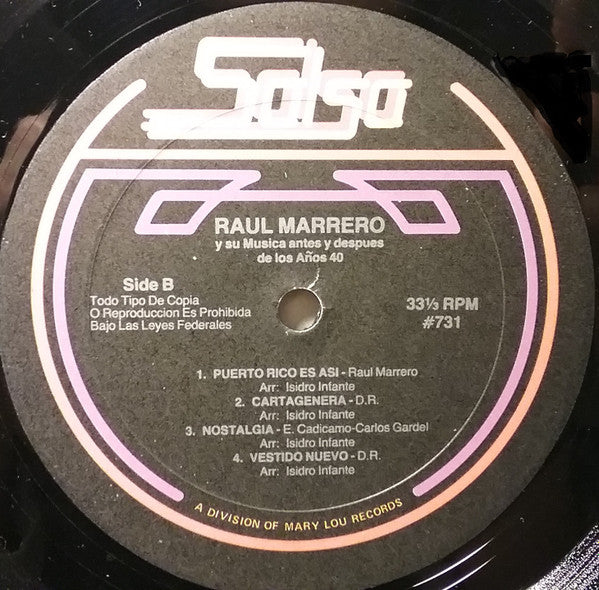 Salsa
RAUL MARRERO
y su Musica antes y despues
de los Años 40
Side B
Todo Tipo De Copia
O Reproduccion Es Prohibida
Bajo Las Leyes Federales
33⅓ RPM
#731
1. PUERTO RICO ES ASI - Raul Marrero
Arr: Isidro Infante
2. CARTAGENERA - D.R.
Arr: Isidro Infante
3. NOSTALGIA - E. Cadicamo-Carlos Gardel
Arr: Isidro Infante
4. VESTIDO NUEVO - D.R.
Arr: Isidro Infante
A DIVISION OF MARY LOU RECORDS